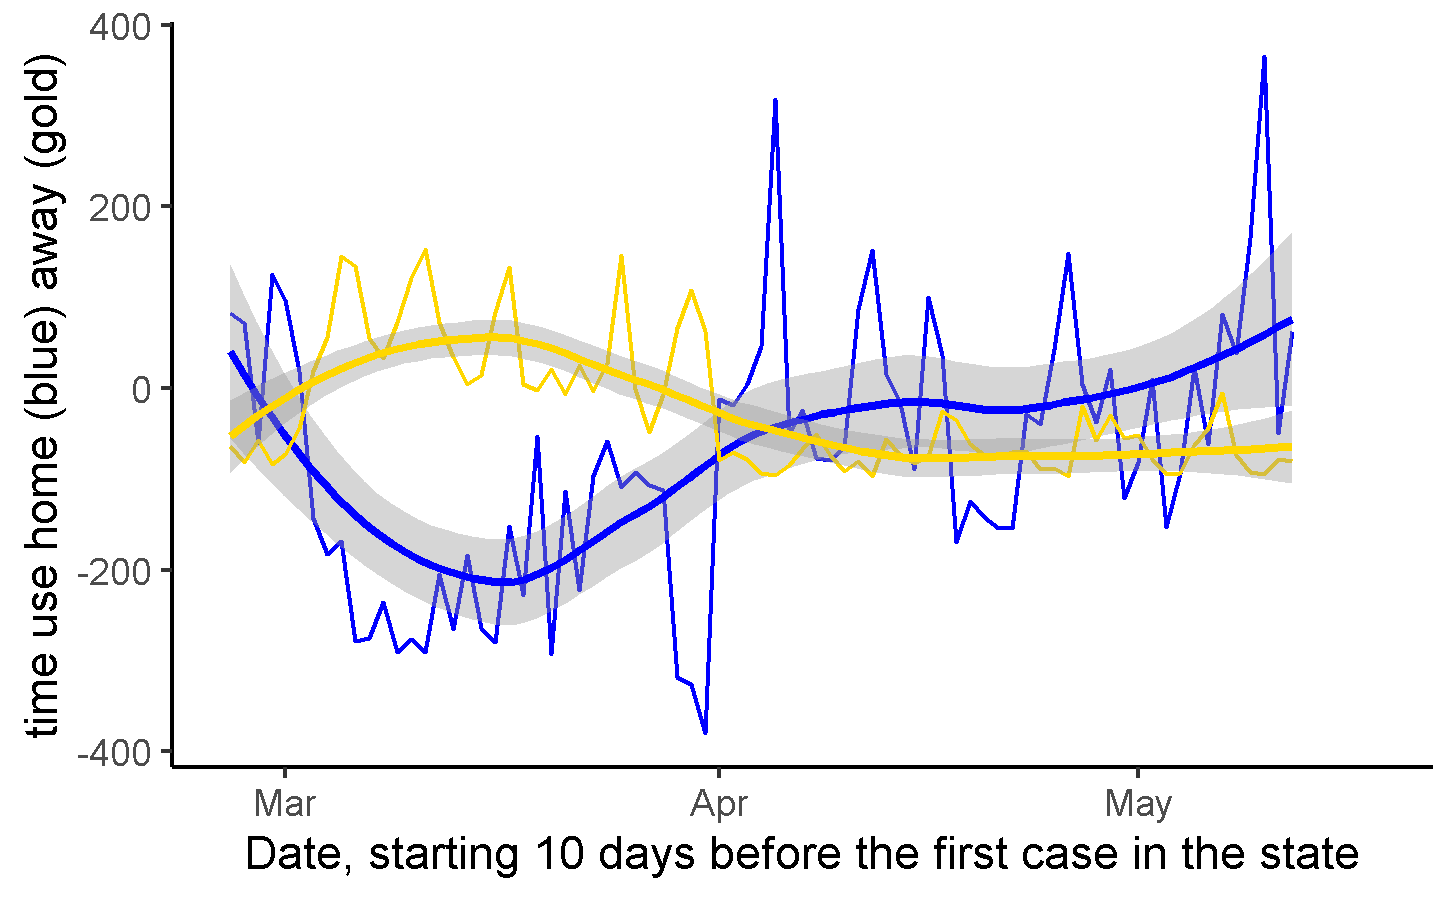 time use home (blue) away (gold)
400
200
0
-200
-400
Mar
Apr
May
Date, starting 10 days before the first case in the state